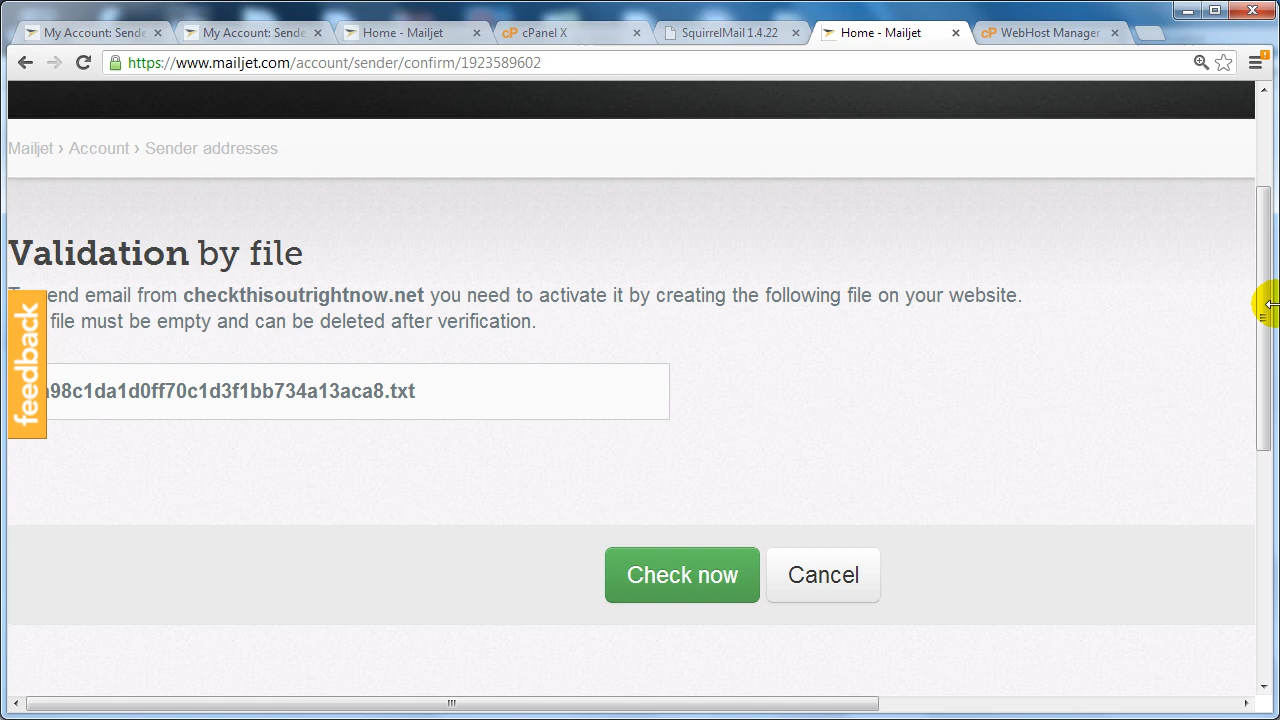 My Account: Sende
My Account: Sende
Home - Mailjet
cPanel X
SquirrelMail 1.4.22
Home - Mailjet
WebHost Manager
https://www.mailjet.com/account/sender/confirm/1923589602
Mailjet › Account › Sender addresses
Validation by file
end email from checkthisoutrightnow.net you need to activate it by creating the following file on your website.
file must be empty and can be deleted after verification.
98c1da1d0ff70c1d3f1bb734a13aca8.txt
feedback
Check now
Cancel